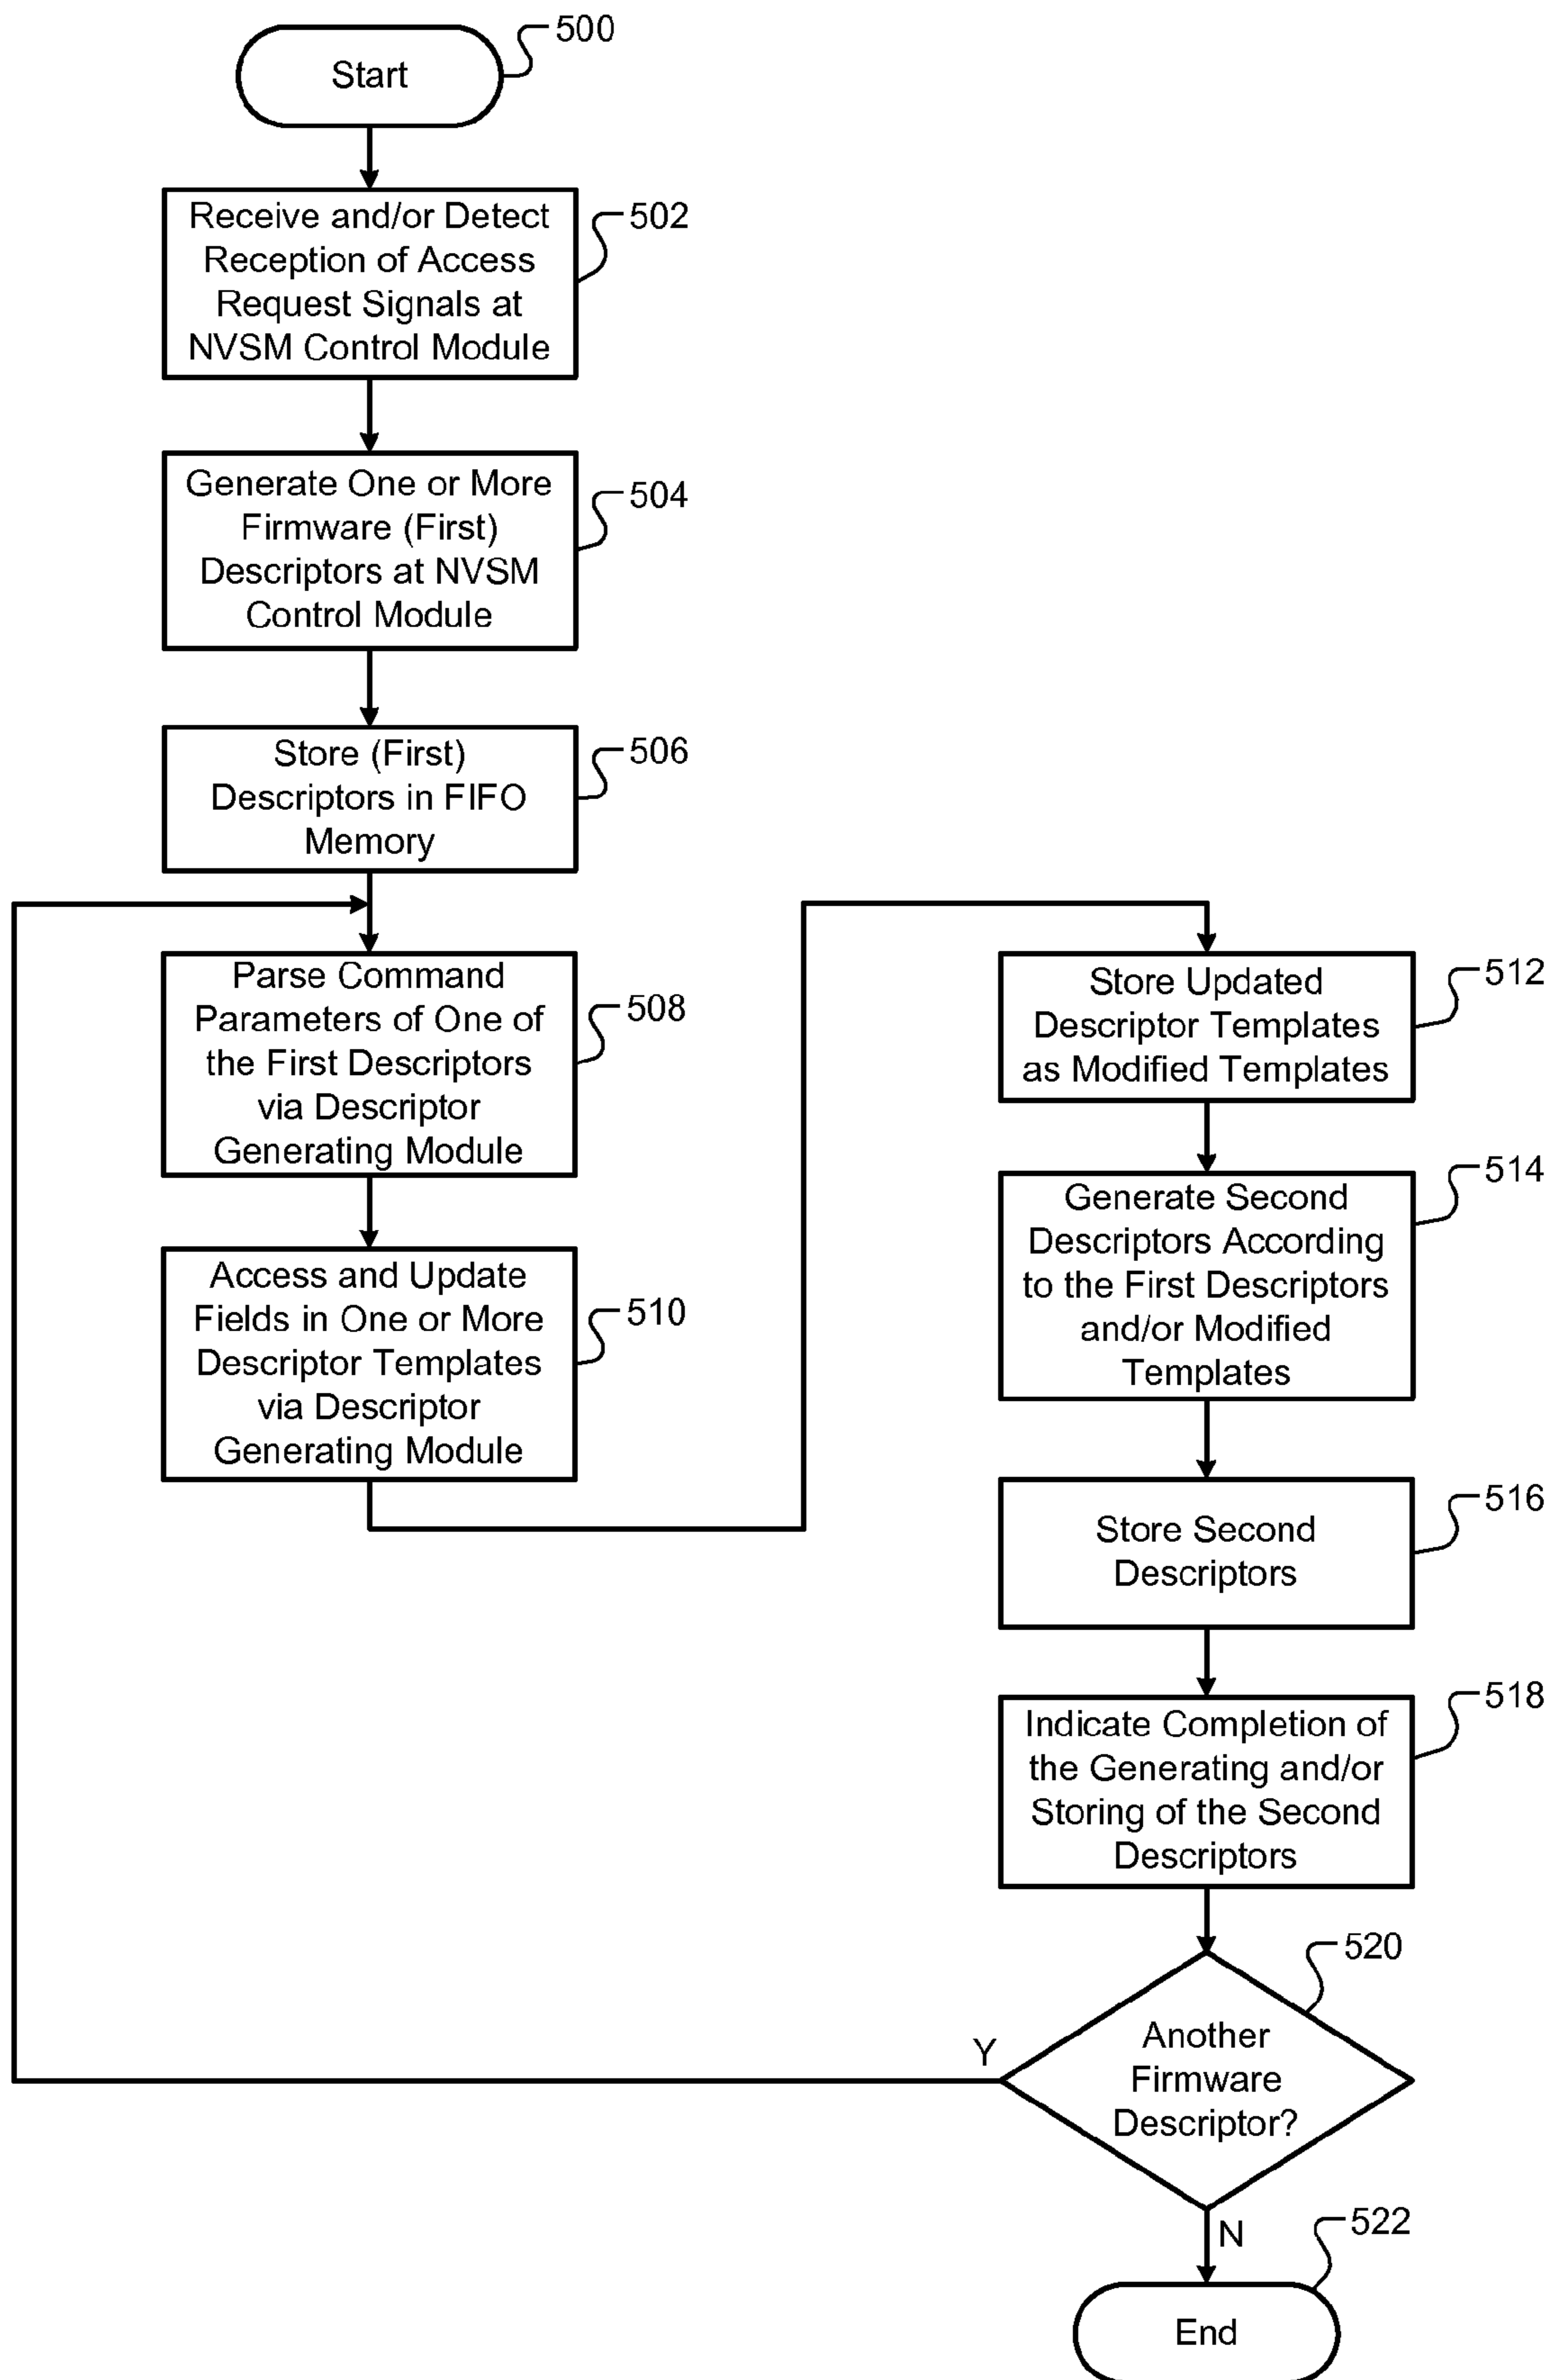 Start
500
Receive and/or Detect
Reception of Access
Request Signals at
NVSM Control Module
502
Generate One or More
Firmware (First)
Descriptors at NVSM
Control Module
504
Store (First)
Descriptors in FIFO
Memory
506
Parse Command
Parameters of One of
the First Descriptors
via Descriptor
Generating Module
508
Access and Update
Fields in One or More
Descriptor Templates
via Descriptor
Generating Module
510
Store Updated
Descriptor Templates
as Modified Templates
512
Generate Second
Descriptors According
to the First Descriptors
and/or Modified
Templates
514
Store Second
Descriptors
516
Indicate Completion of
the Generating and/or
Storing of the Second
Descriptors
518
Another
Firmware
Descriptor?
520
Y
N
End
522